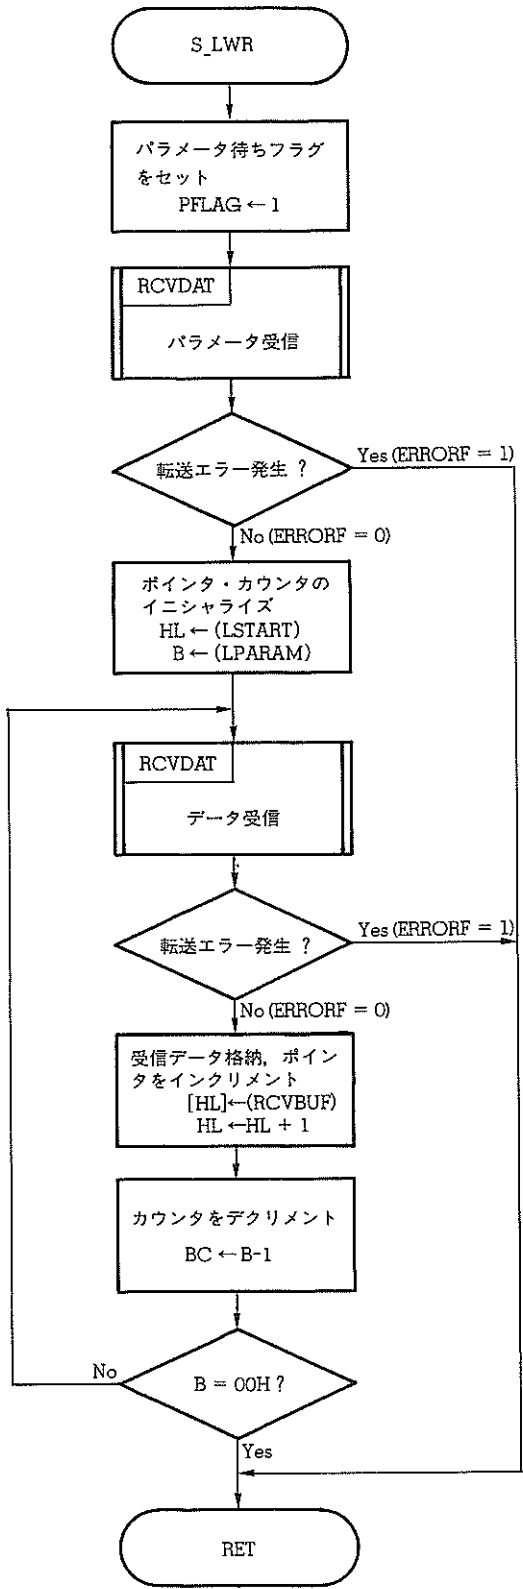 S_LWR
パラメータ待ちフラグ
をセット
PFLAG ← 1
RCVDAT
パラメータ受信
転送エラー発生 ?
Yes (ERRORF = 1)
No (ERRORF = 0)
ポインタ・カウンタの
イニシャライズ
HL ← (LSTART)
B ← (LPARAM)
RCVDAT
データ受信
転送エラー発生 ?
Yes (ERRORF = 1)
No (ERRORF = 0)
受信データ格納, ポイン
タをインクリメント
[HL]←(RCVBUF)
HL ←HL + 1
カウンタをデクリメント
BC ← B-1
No
B = 00H ?
Yes
RET